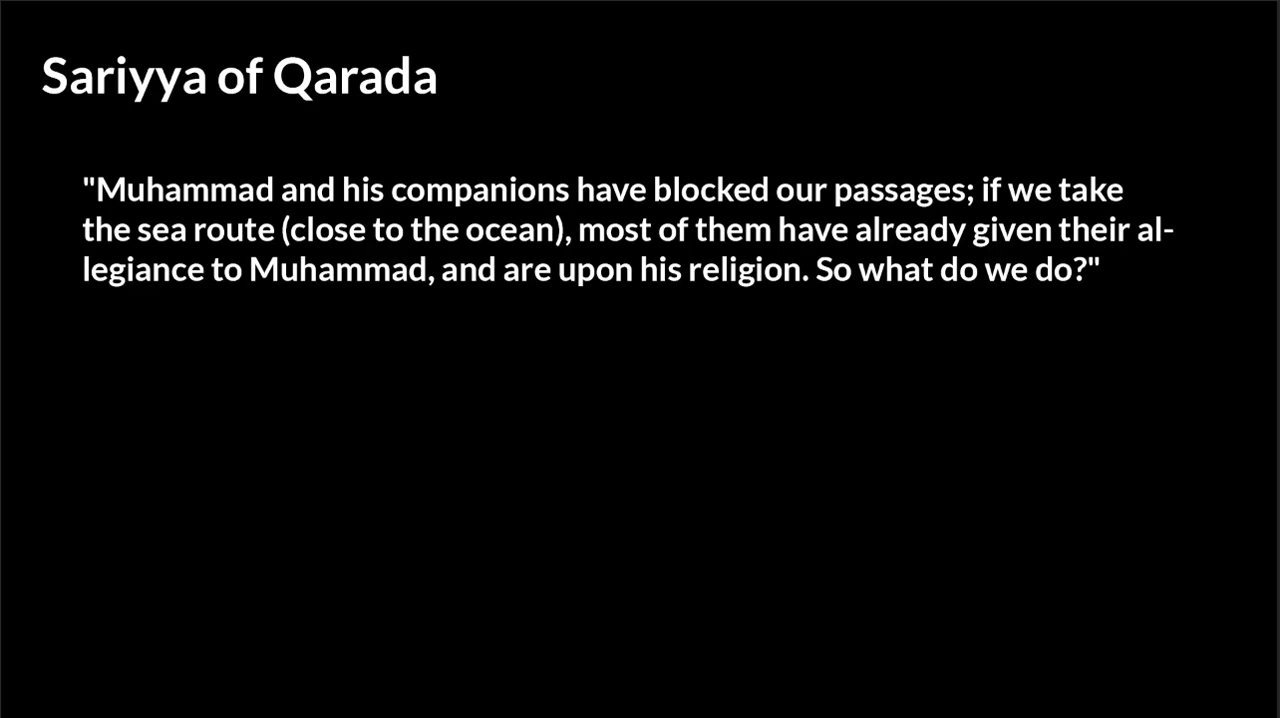 Sariyya of Qarada
"Muhammad and his companions have blocked our passages; if we take
the sea route (close to the ocean), most of them have already given their al-
legiance to Muhammad, and are upon his religion. So what do we do?"